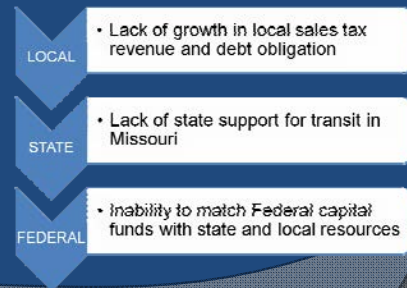 LOCAL
• Lack of growth in local sales tax
revenue and debt obligation
STATE
• Lack of state support for transit in
Missouri
FEDERAL
• Inability to match Federal capital
funds with state and local resources